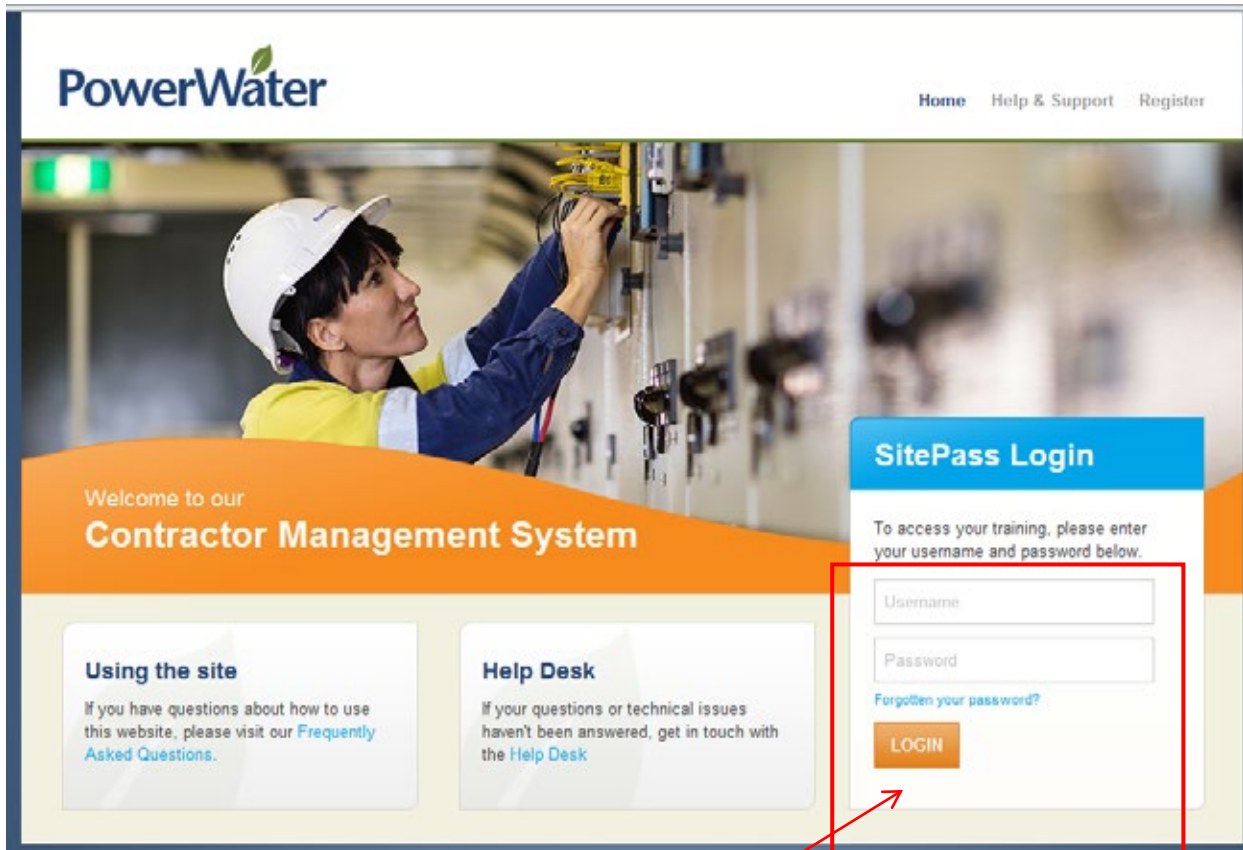 PowerWater
Home Help & Support Register
Welcome to our
Contractor Management System
SitePass Login
To access your training, please enter
your username and password below.
Username
Password
Forgotten your password?
LOGIN
Using the site
If you have questions about how to use
this website, please visit our Frequently
Asked Questions.
Help Desk
If your questions or technical issues
haven't been answered, get in touch with
the Help Desk